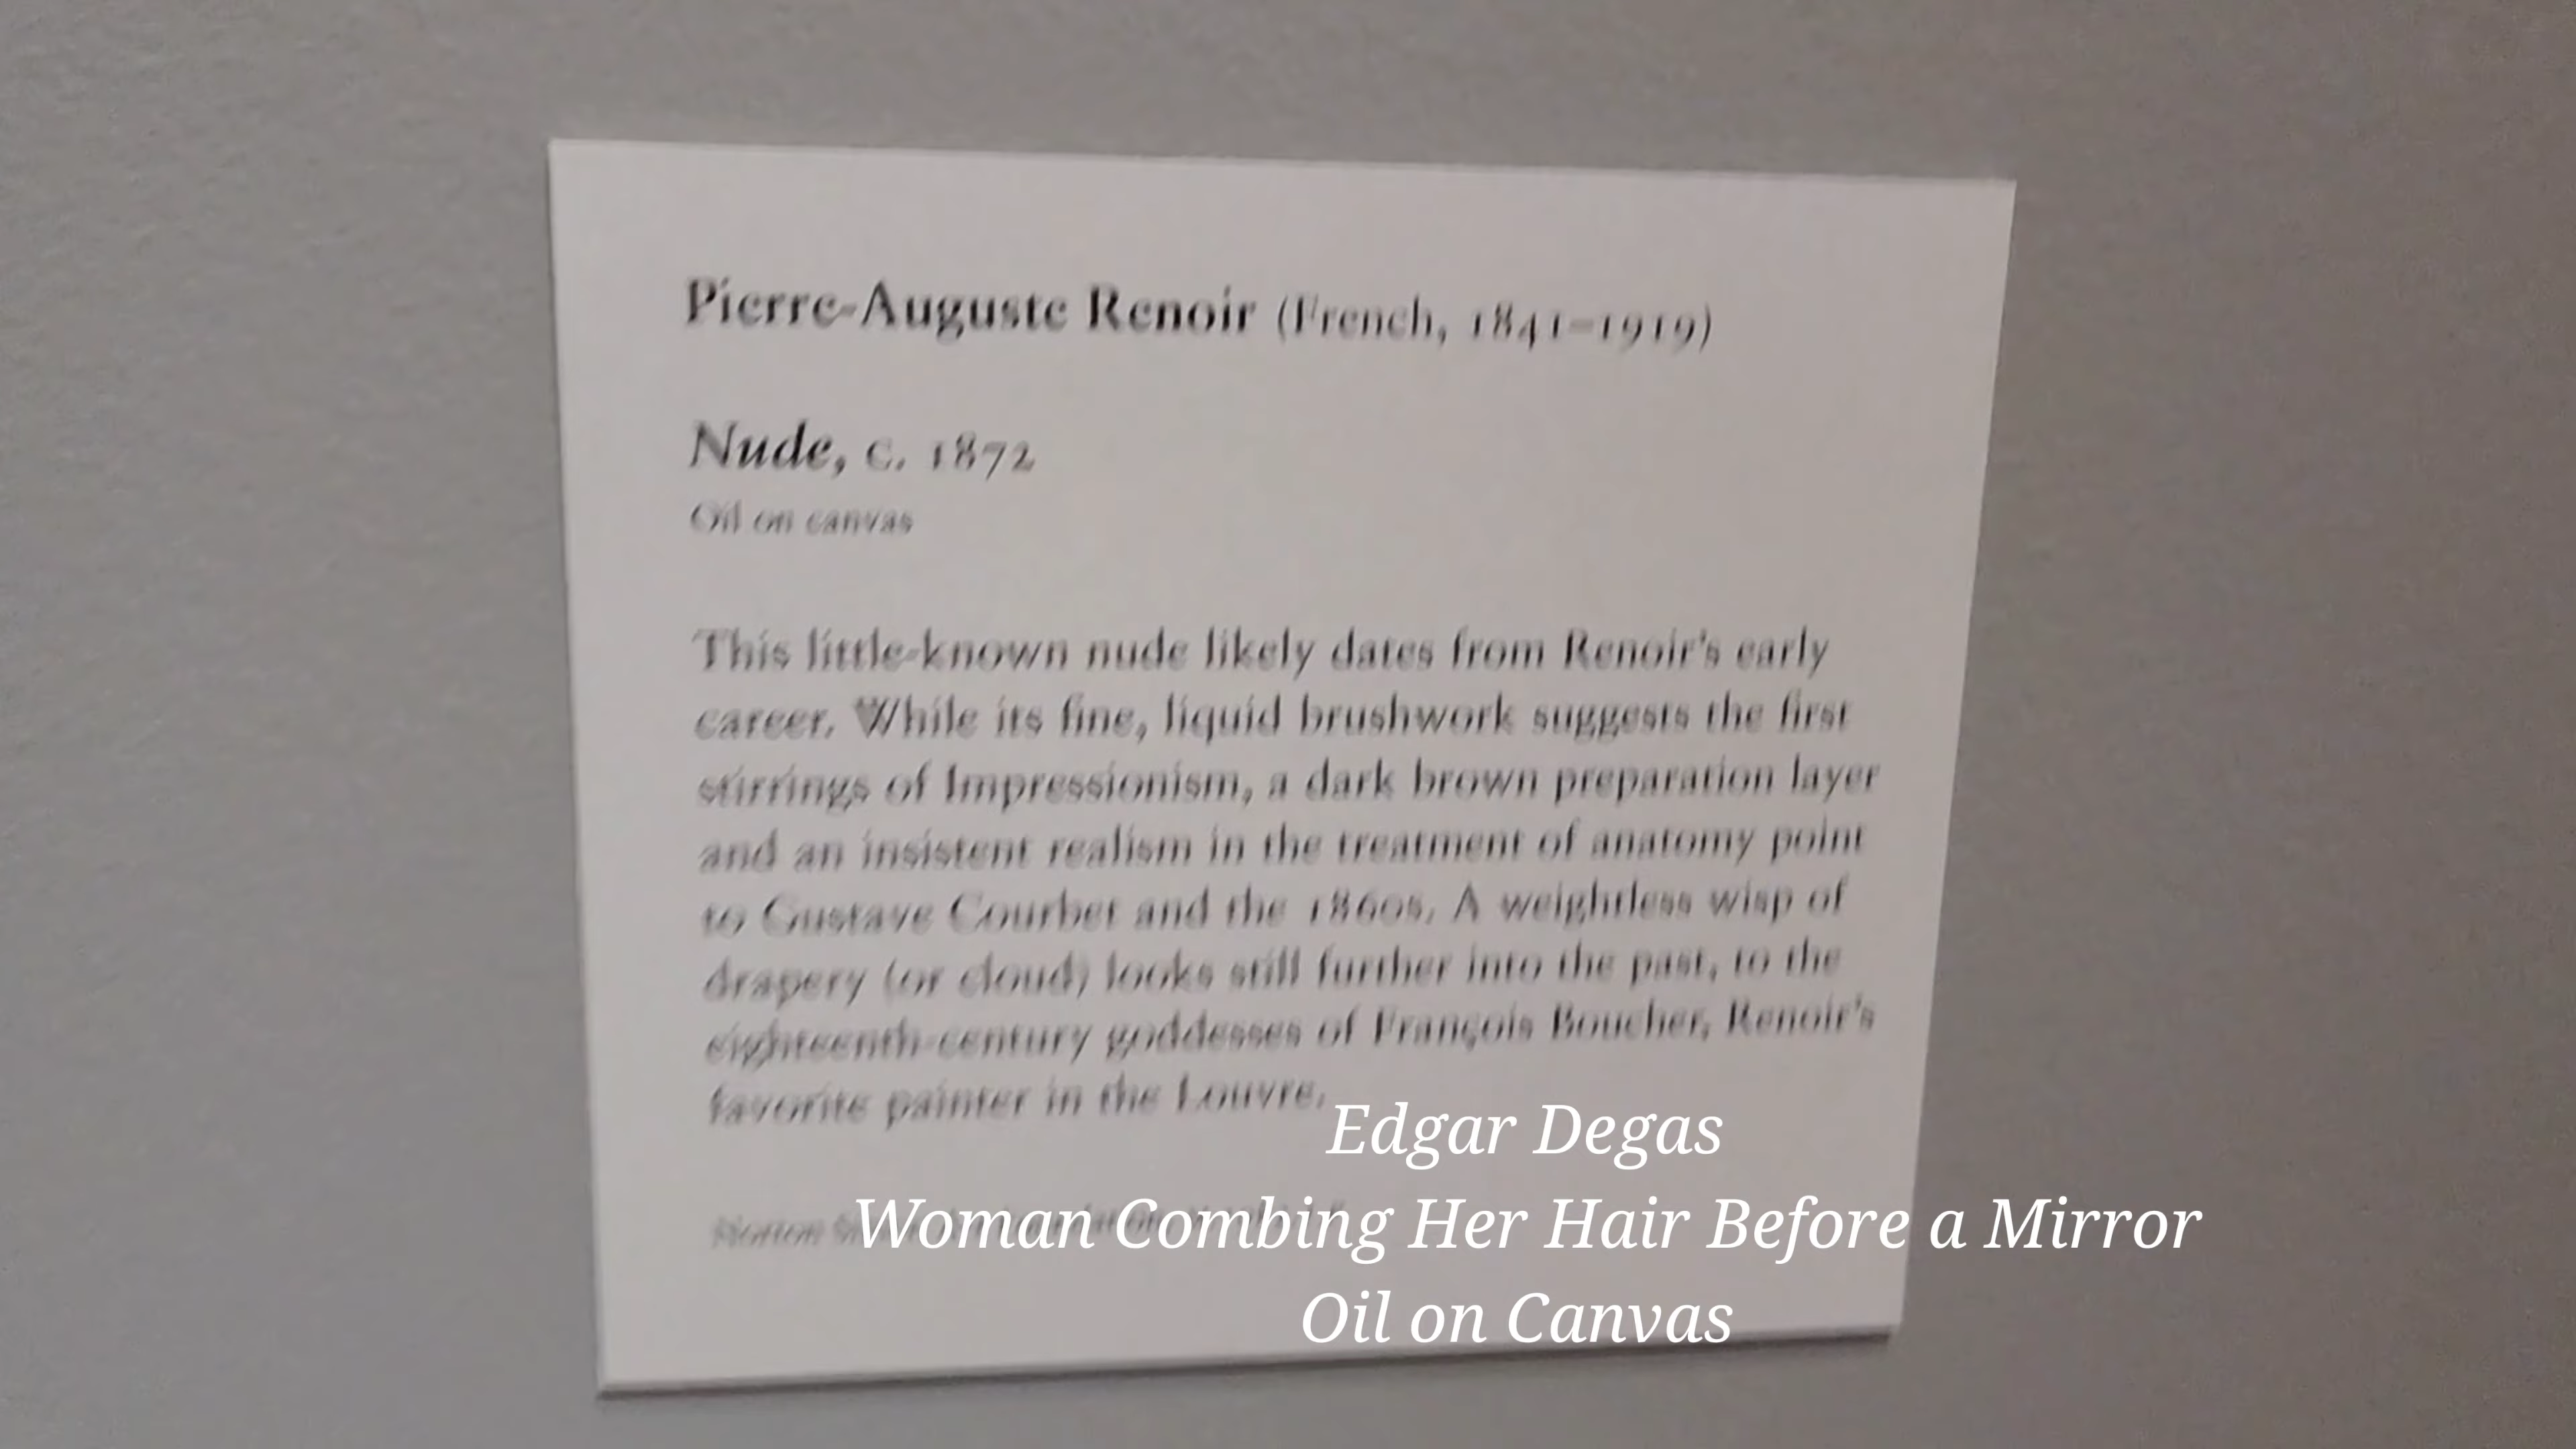 Pierre-Auguste Renoir (French, 1841–1919)
Nude, c. 1872
Oil on canvas
This little-known nude likely dates from Renoir's early
career. While its fine, liquid brushwork suggests the first
stirrings of Impressionism, a dark brown preparation layer
and an insistent realism in the treatment of anatomy point
to Gustave Courbet and the 1860s. A weightless wisp of
drapery (or cloud) looks still further into the past, to the
eighteenth-century goddesses of François Boucher, Renoir's
favorite painter in the Louvre.
Norton
Edgar Degas
Woman Combing Her Hair Before a Mirror
Oil on Canvas